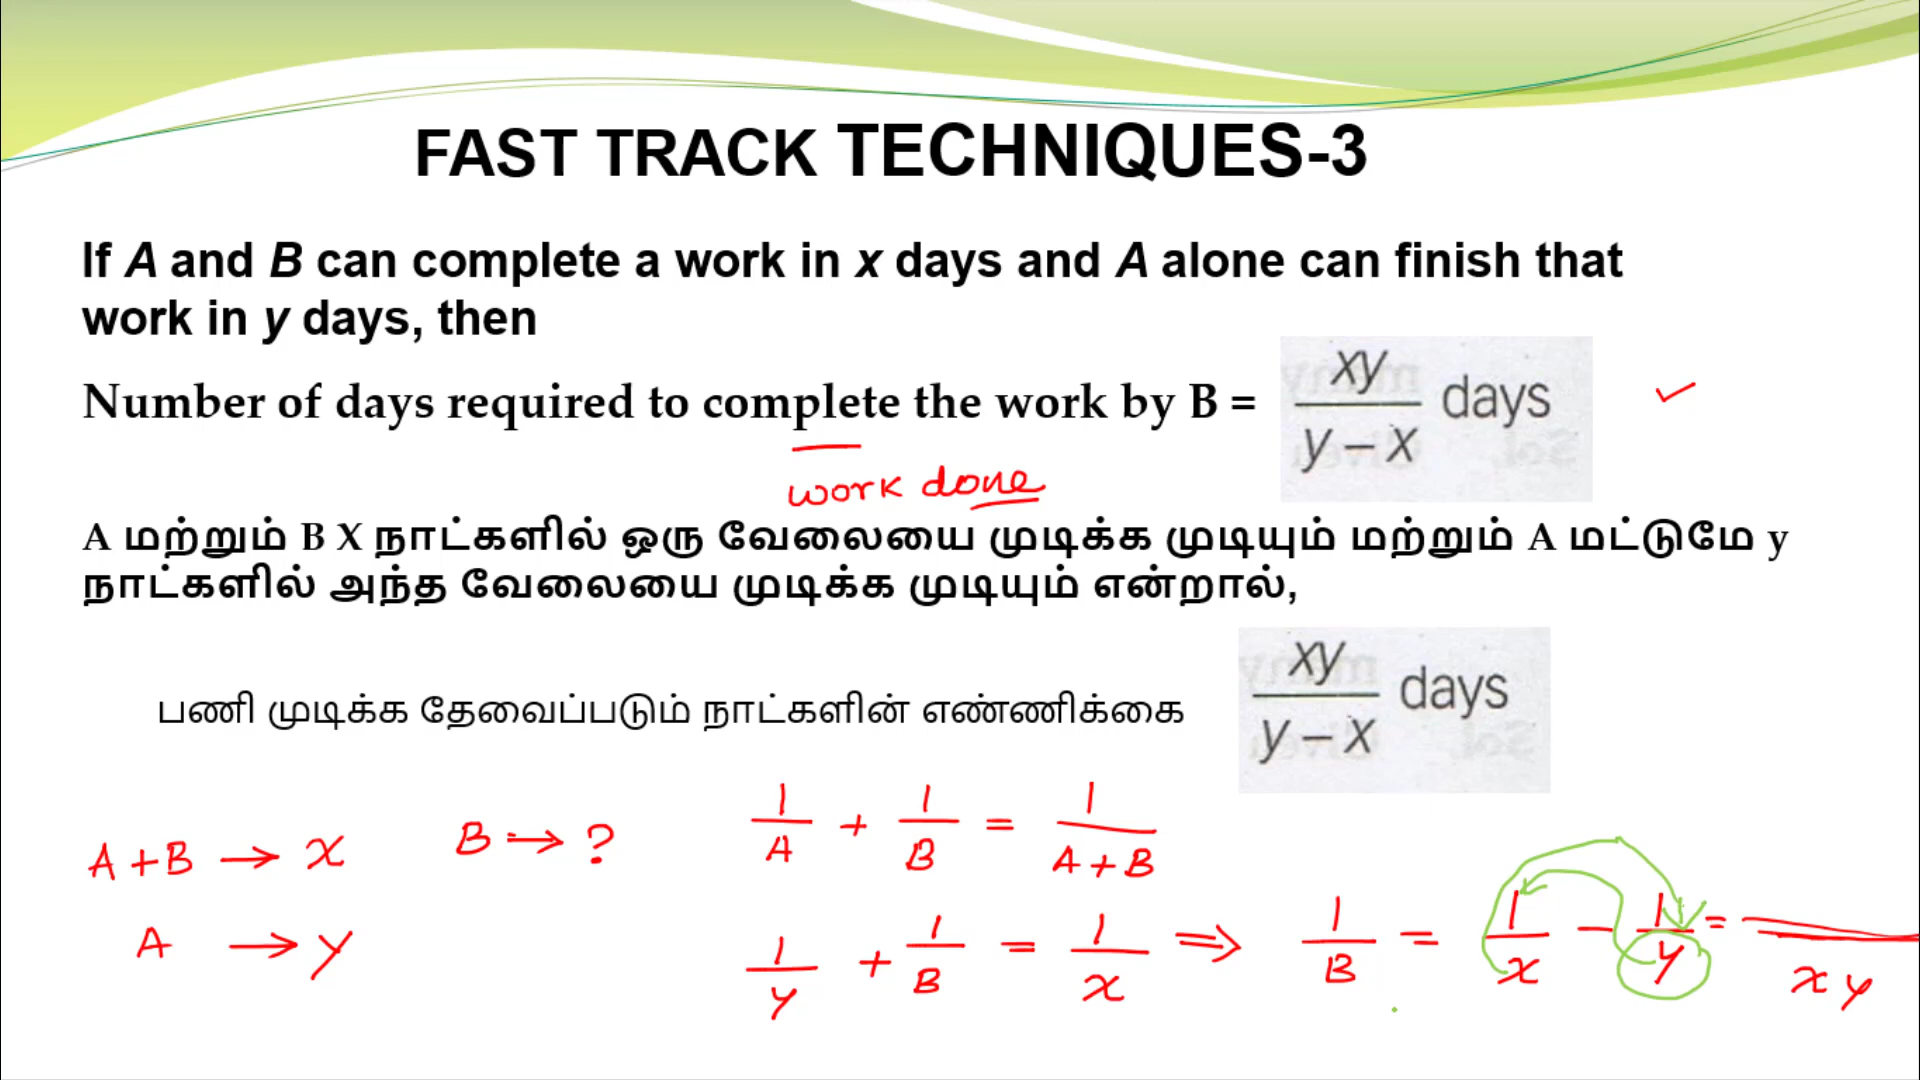 FAST TRACK TECHNIQUES-3
If A and B can complete a work in x days and A alone can finish that
work in y days, then
Number of days required to complete the work by B = xy / y – x days
work done
A மற்றும் B X நாட்களில் ஒரு வேலையை முடிக்க முடியும் மற்றும் A மட்டுமே y
நாட்களில் அந்த வேலையை முடிக்க முடியும் என்றால்,
பணி முடிக்க தேவைப்படும் நாட்களின் எண்ணிக்கை xy / y – x days
A+B → x B → ? 1/A + 1/B = 1/A+B
A → y 1/y + 1/B = 1/x ⇒ 1/B = 1/x – 1/y = /xy